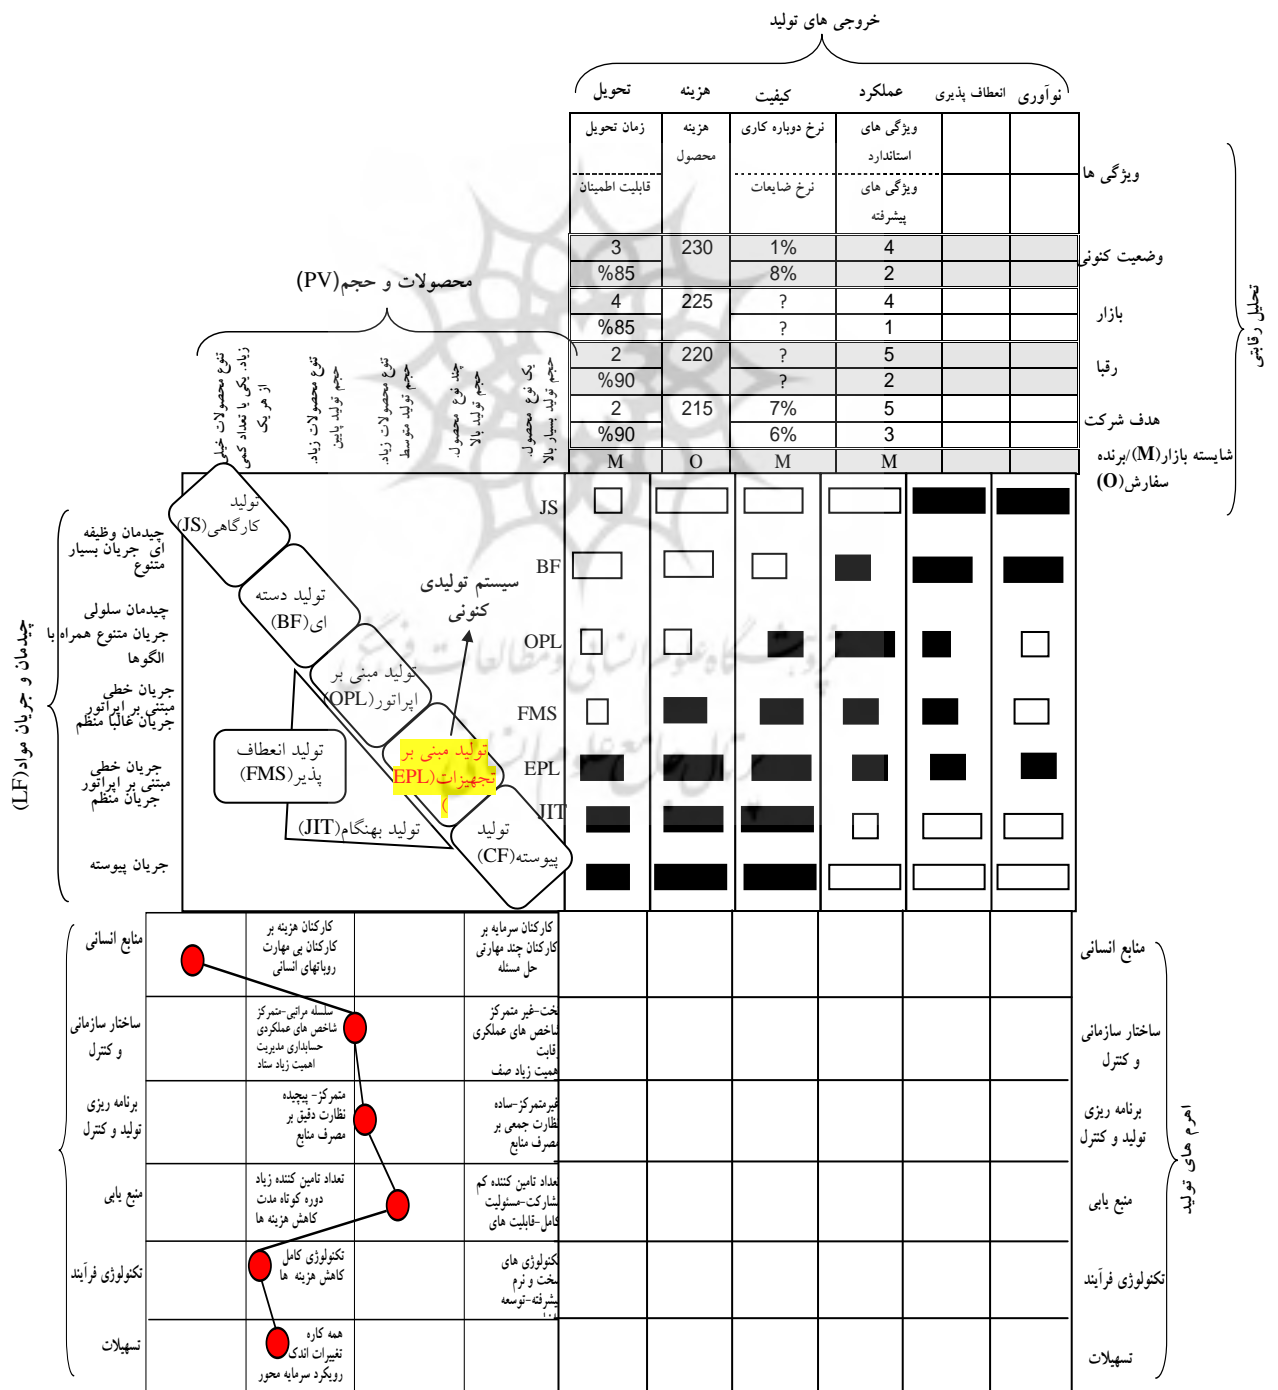 خروجی های تولید
تحویل
هزینه
کیفیت
عملکرد
انعطاف پذیری
نوآوری
زمان تحویل
هزینه
محصول
نرخ دوباره کاری
ویژگی های
استاندارد
قابلیت اطمینان
نرخ ضایعات
ویژگی های
پیشرفته
ویژگی ها
3
230
1%
4
%85
8%
2
وضعیت کنونی
4
225
?
4
%85
?
1
بازار
2
220
?
5
%90
?
2
رقبا
2
215
7%
5
%90
6%
3
هدف شرکت
M
O
M
M
شایسته بازار(M)/برنده
سفارش(O)
تحلیل رقابتی
محصولات و حجم(PV)
تنوع محصولات خیلی
زیاد. یکی یا تعداد کمی
از هر یک
تنوع محصولات زیاد.
حجم تولید پایین
تنوع محصولات زیاد.
حجم تولید متوسط
چند نوع محصول.
حجم تولید بالا
یک نوع محصول.
حجم تولید بسیار بالا
چیدمان و جریان مواد(LF)
چیدمان وظیفه
ای جریان بسیار
متنوع
چیدمان سلولی
جریان متنوع همراه با
الگوها
جریان خطی
مبتنی بر اپراتور
جریان غالبا منظم
جریان خطی
مبتنی بر اپراتور
جریان منظم
جریان پیوسته
تولید
کارگاهی(JS)
تولید دسته
ای(BF)
تولید مبنی بر
اپراتور(OPL)
تولید مبنی بر
تجهیزات(EPL
)
تولید
پیوسته(CF)
تولید انعطاف
پذیر(FMS)
تولید بهنگام(JIT)
سیستم تولیدی
کنونی
JS
BF
OPL
FMS
EPL
JIT
پژوهشگاه علوم انسانی و مطالعات فرهنگی
پرتال جامع علوم انسانی
منابع انسانی
کارکنان هزینه بر
کارکنان بی مهارت
روباتهای انسانی
کارکنان سرمایه بر
کارکنان چند مهارتی
حل مسئله
منابع انسانی
ساختار سازمانی
و کنترل
سلسله مراتبی-متمرکز
شاخص های عملکردی
حسابداری مدیریت
اهمیت زیاد ستاد
تخت-غیر متمرکز
شاخص های عملکری
رقابت
اهمیت زیاد صف
ساختار سازمانی
و کنترل
برنامه ریزی
تولید و کنترل
متمرکز- پیچیده
نظارت دقیق بر
مصرف منابع
غیرمتمرکز-ساده
نظارت جمعی بر
مصرف منابع
برنامه ریزی
تولید و کنترل
منبع یابی
تعداد تامین کننده زیاد
دوره کوتاه مدت
کاهش هزینه ها
تعداد تامین کننده کم
مشارکت-مسئولیت
کامل-قابلیت های
منبع یابی
تکنولوژی فرآیند
تکنولوژی کامل
کاهش هزینه ها
تکنولوژی های
سخت و نرم
پیشرفته-توسعه
تکنولوژی فرآیند
تسهیلات
همه کاره
تغییرات اندک
رویکرد سرمایه محور
تسهیلات
اهرم های تولید